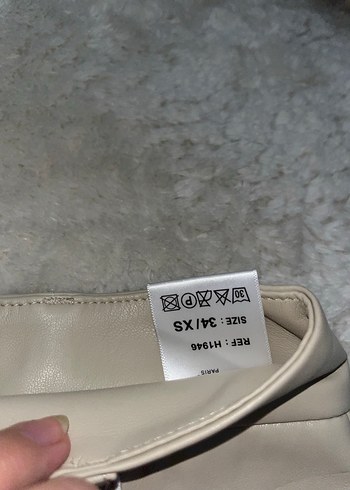 PARIS
REF : H1946
SIZE : 34/XS
30
P